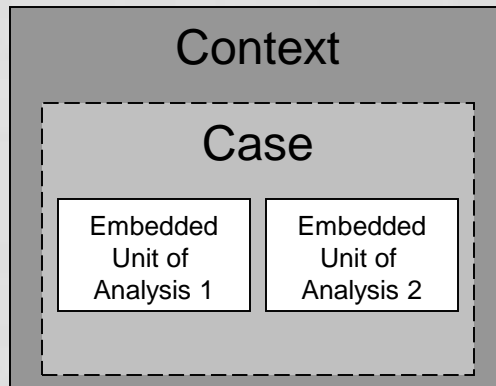 Context
Case
Embedded
Unit of
Analysis 1
Embedded
Unit of
Analysis 2